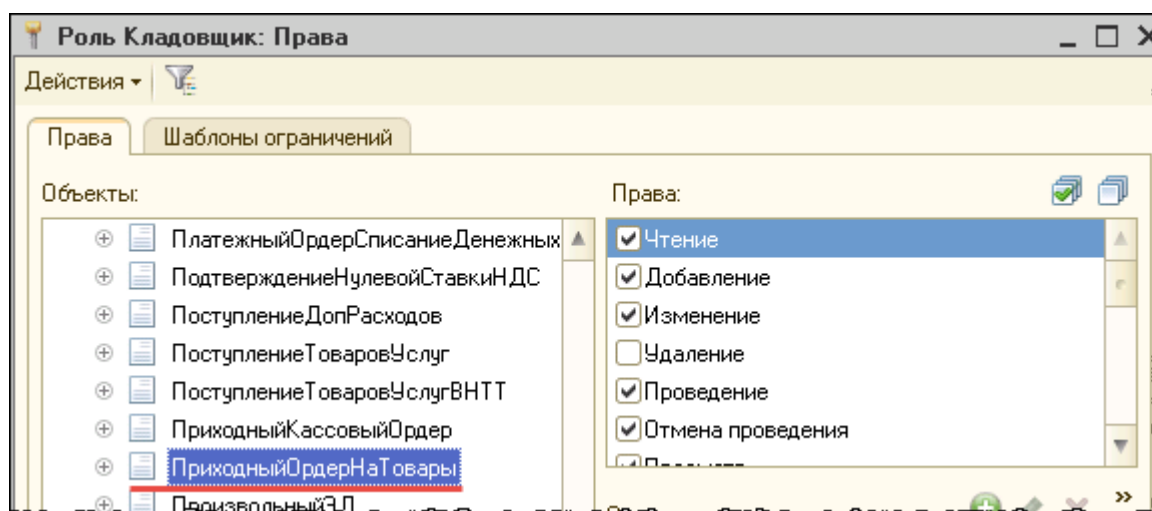 Роль Кладовщик: Права
Действия
Права
Шаблоны ограничений
Объекты:
ПлатежныйОрдерСписаниеДенежных
ПодтверждениеНулевойСтавкиНДС
ПоступлениеДопРасходов
ПоступлениеТоваровУслуг
ПоступлениеТоваровУслугВНТТ
ПриходныйКассовыйОрдер
ПриходныйОрдерНаТовары
ПроизвольныйЭД
Права:
Чтение
Добавление
Изменение
Удаление
Проведение
Отмена проведения